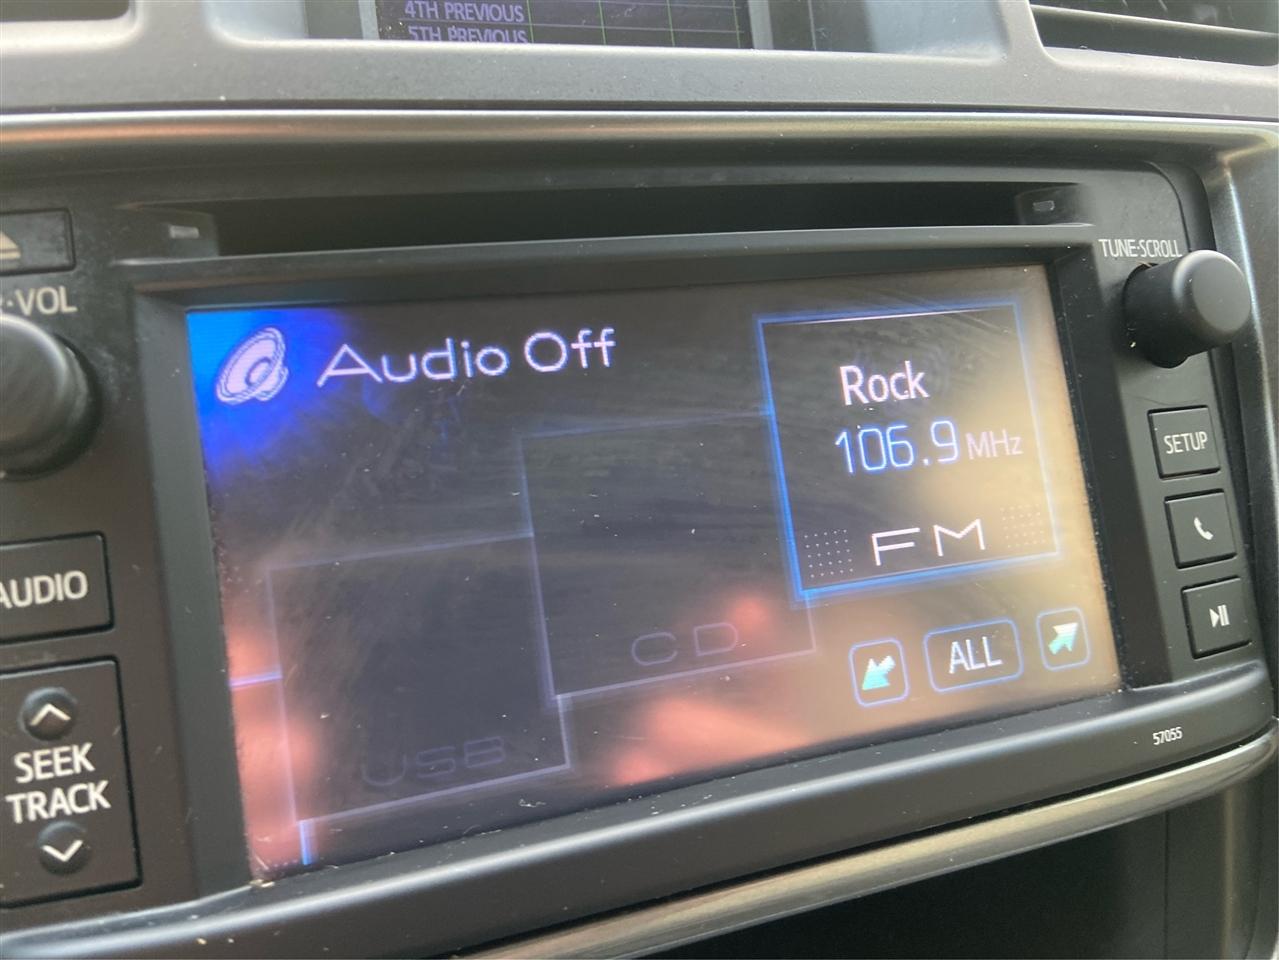 4TH PREVIOUS
5TH PREVIOUS
TUNE·SCROLL
VOL
Audio Off
Rock
106.9 MHz
FM
SETUP
AUDIO
CD
ALL
USB
SEEK
TRACK
57055